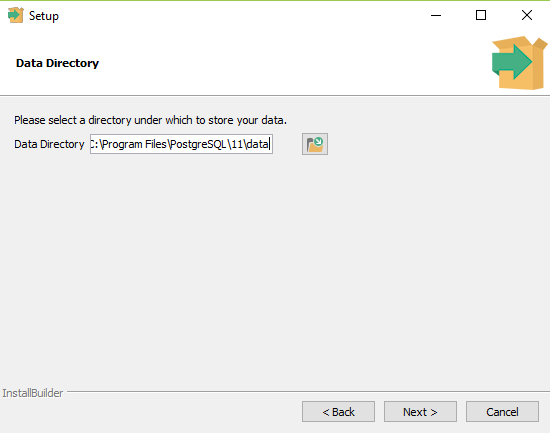 Setup
Data Directory
Please select a directory under which to store your data.
Data Directory C:\Program Files\PostgreSQL\11\data
InstallBuilder
< Back Next > Cancel